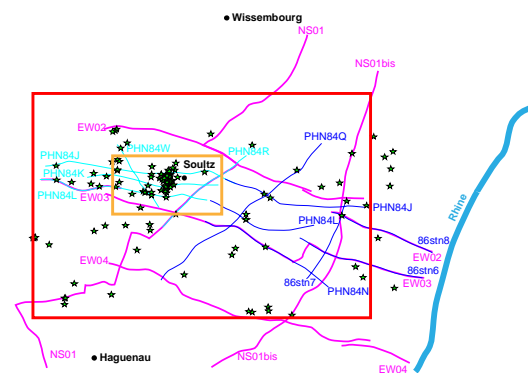 Wissembourg
NS01
NS01bis
EW02
PHN84Q
PHN84W
PHN84R
PHN84J
Soultz
PHN84K
PHN84L
EW03
PHN84J
Rhine
PHN84L
86stn8
EW02
EW04
86stn6
86stn7
EW03
PHN84N
NS01
Haguenau
NS01bis
EW04